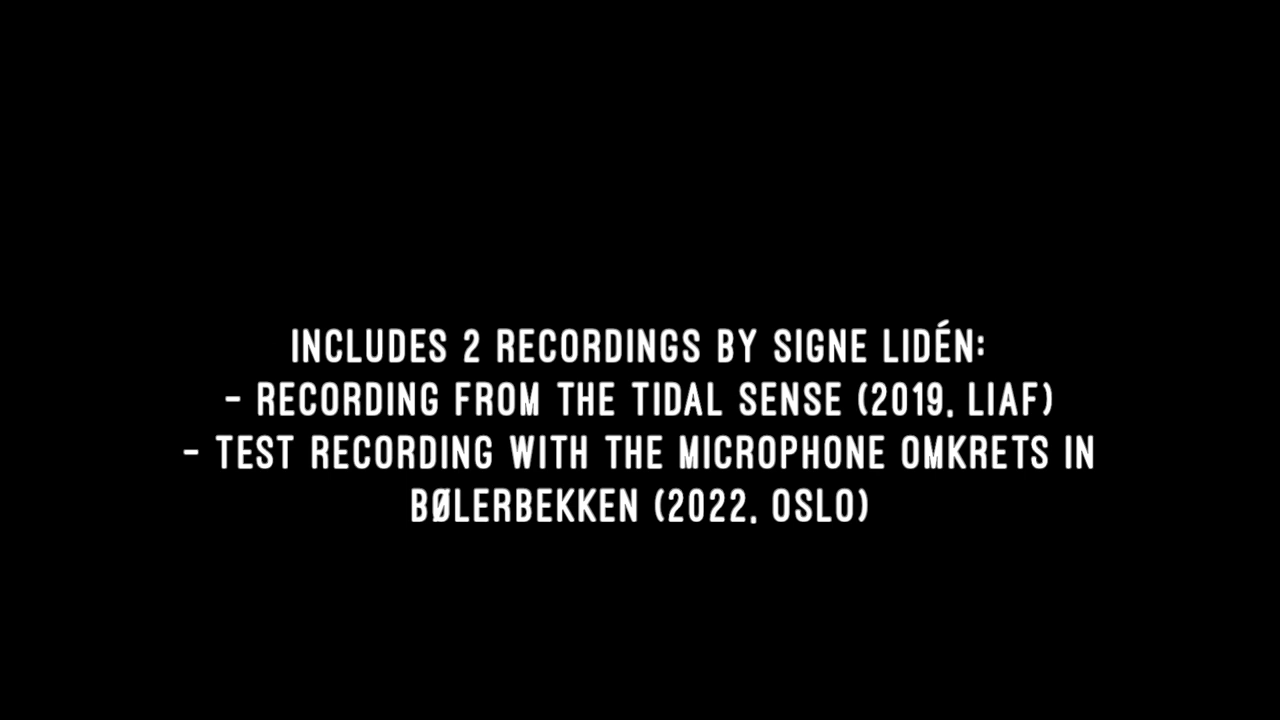 INCLUDES 2 RECORDINGS BY SIGNE LIDÉN:
- RECORDING FROM THE TIDAL SENSE (2019, LIAF)
- TEST RECORDING WITH THE MICROPHONE OMKRETS IN
BØLERBEKKEN (2022, OSLO)